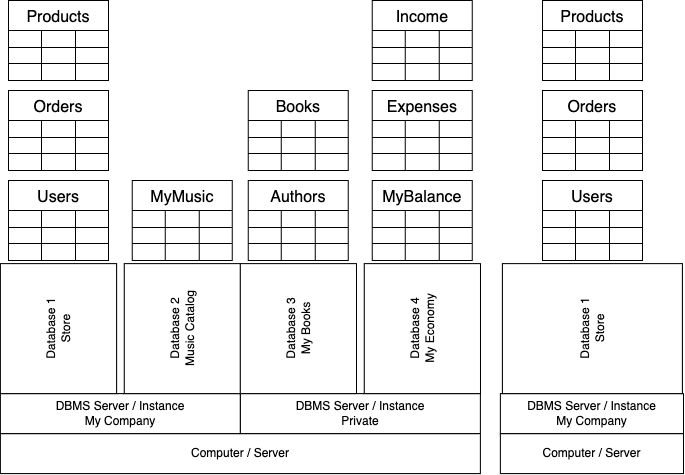 Products
Income
Products
Orders
Books
Expenses
Orders
Users
MyMusic
Authors
MyBalance
Users
Database 1
Store
Database 2
Music Catalog
Database 3
My Books
Database 4
My Economy
Database 1
Store
DBMS Server / Instance
My Company
DBMS Server / Instance
Private
DBMS Server / Instance
My Company
Computer / Server
Computer / Server